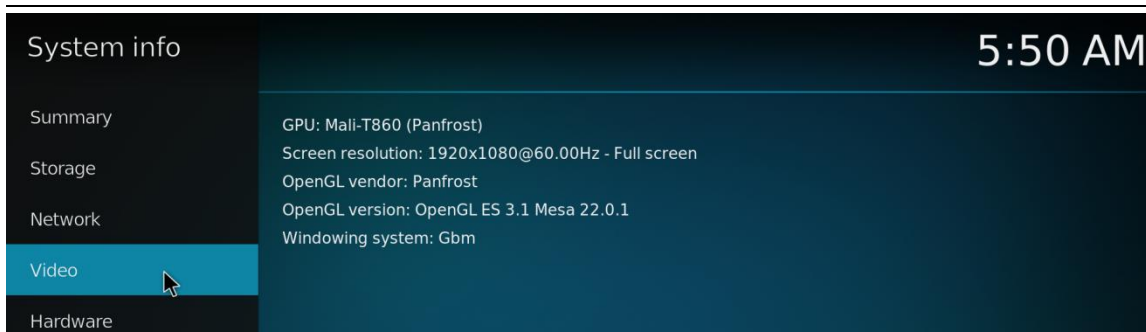 System info
5:50 AM
Summary
Storage
Network
Video
Hardware
GPU: Mali-T860 (Panfrost)
Screen resolution: 1920x1080@60.00Hz - Full screen
OpenGL vendor: Panfrost
OpenGL version: OpenGL ES 3.1 Mesa 22.0.1
Windowing system: Gbm